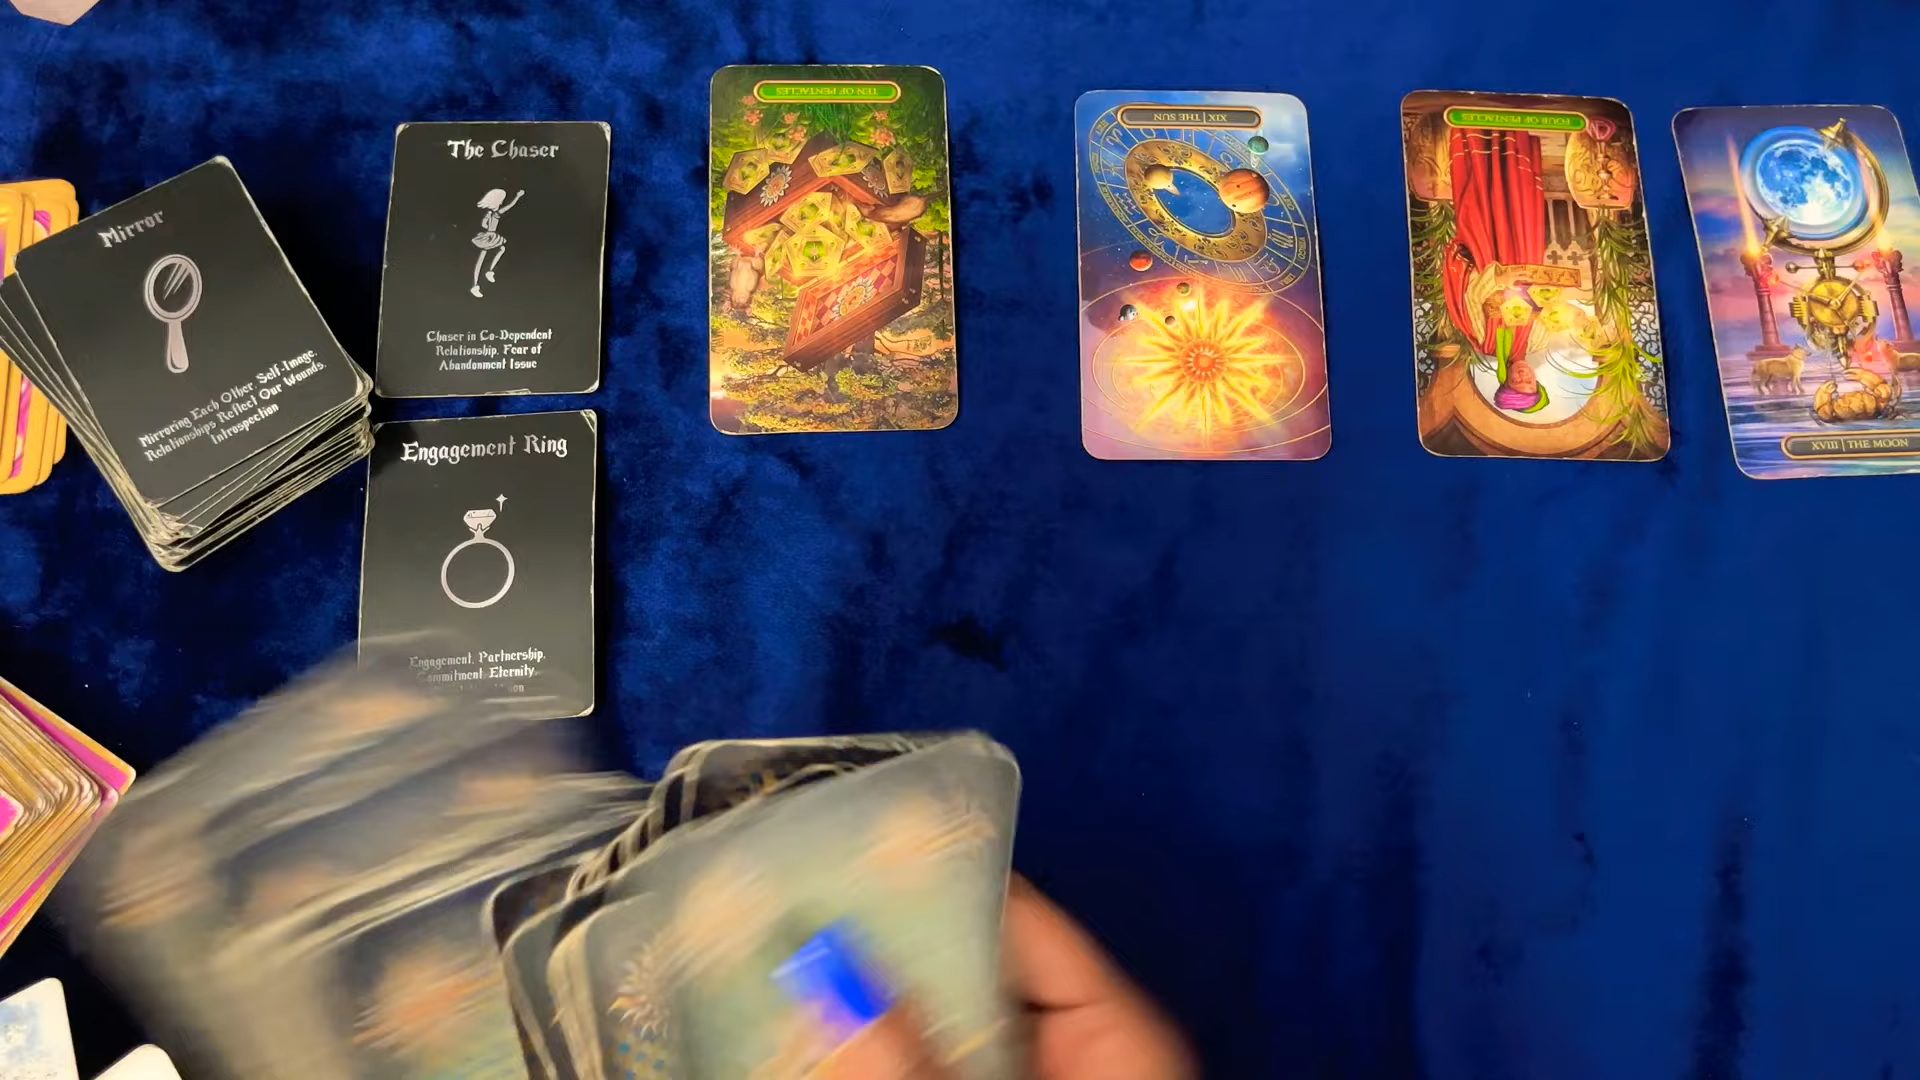 Mirror
Mirroring Each Other. Self-Image.
Relationships Reflect Our Wounds.
Introspection
The Chaser
Chaser in Co-Dependent
Relationship. Fear of
Abandonment Issue
Engagement Ring
Engagement. Partnership.
Commitment. Eternity.
TEN OF PENTACLES
XIX | THE SUN
FOUR OF PENTACLES
XVIII | THE MOON